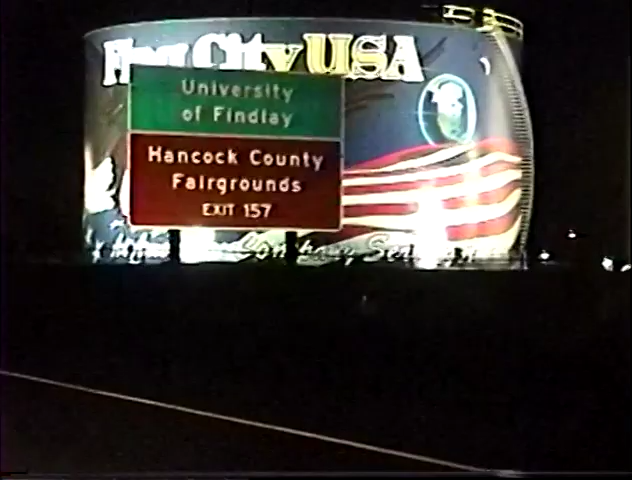 Flag City USA
University
of Findlay
Hancock County
Fairgrounds
EXIT 157